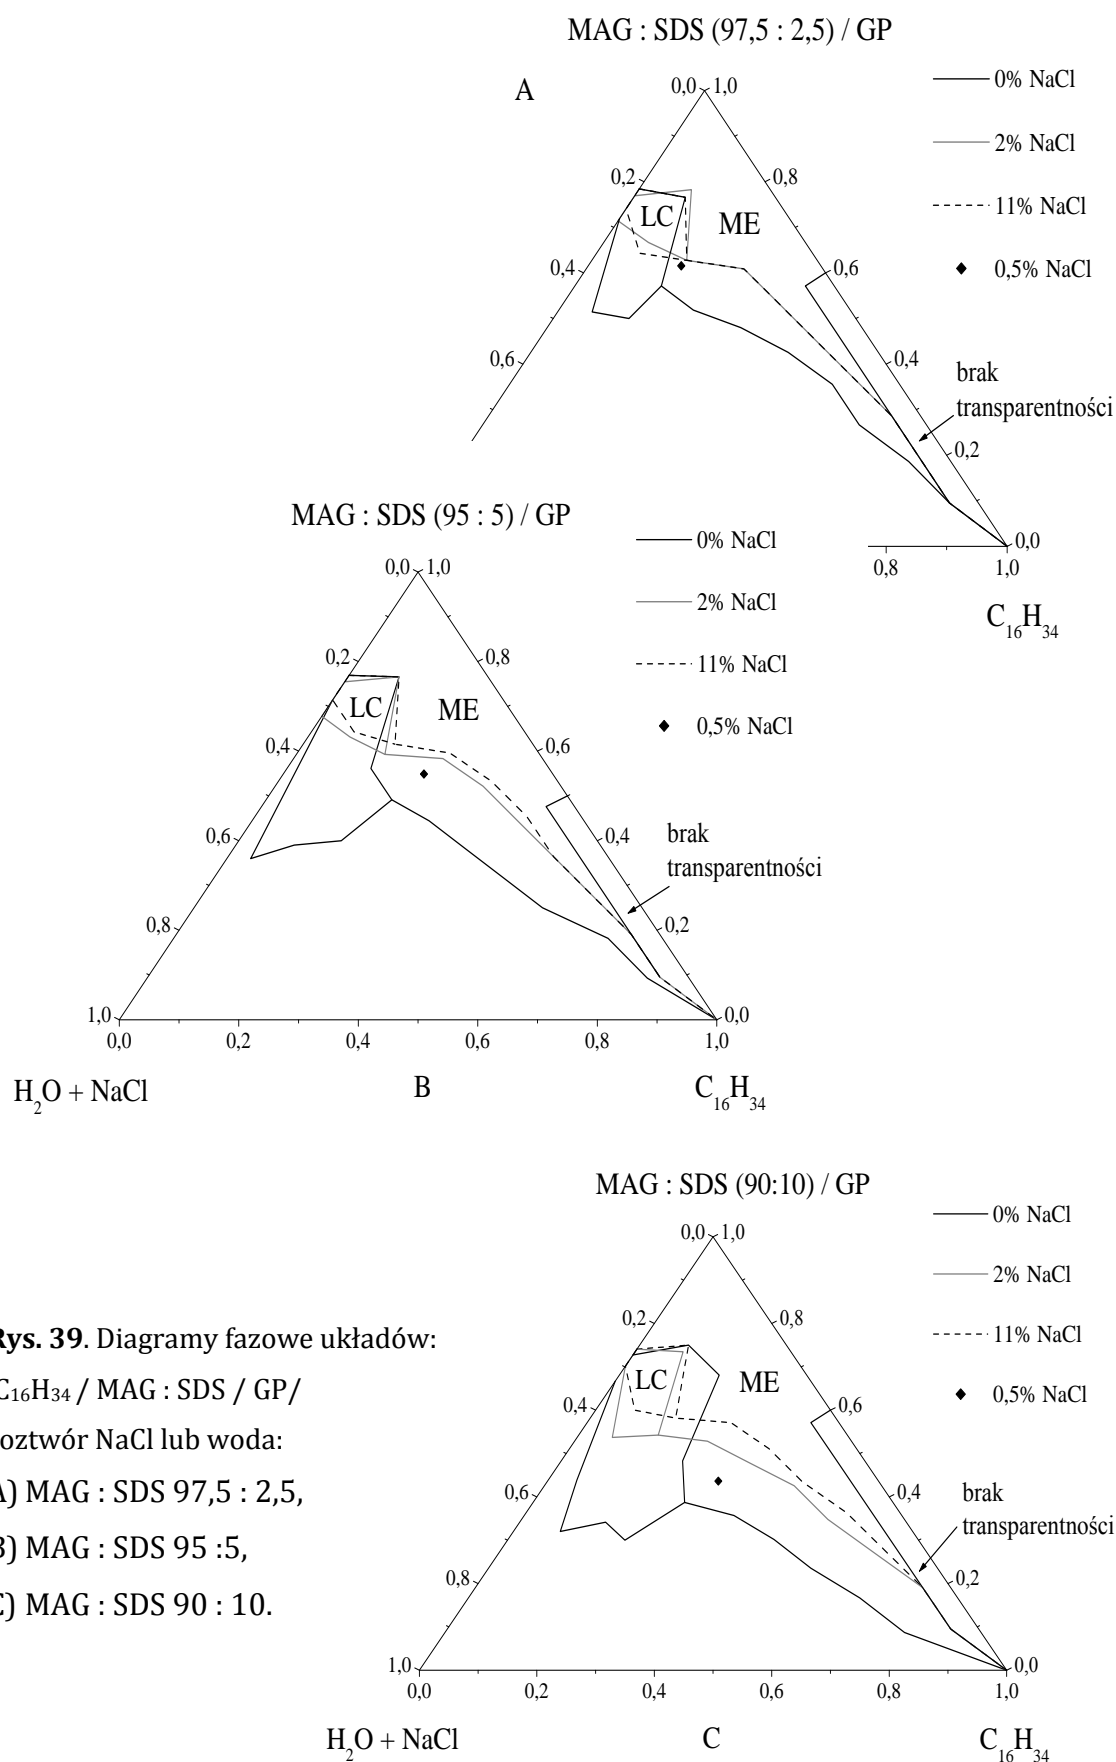 MAG : SDS (97,5 : 2,5) / GP
A
0% NaCl
2% NaCl
11% NaCl
0,5% NaCl
0,0 1,0
0,2 0,8
LC ME
0,4 0,6
0,6 0,4
brak
transparentności
0,2
0,0
0,8 1,0
C16H34
MAG : SDS (95 : 5) / GP
0% NaCl
2% NaCl
11% NaCl
0,5% NaCl
0,0 1,0
0,2 0,8
LC ME
0,4 0,6
0,6 0,4
brak
transparentności
0,8 0,2
1,0 0,0
0,0 0,2 0,4 0,6 0,8 1,0
H2O + NaCl B C16H34
MAG : SDS (90:10) / GP
0% NaCl
2% NaCl
11% NaCl
0,5% NaCl
0,0 1,0
0,2 0,8
LC ME
0,4 0,6
0,6 0,4
brak
transparentności
0,8 0,2
1,0 0,0
0,0 0,2 0,4 0,6 0,8 1,0
H2O + NaCl C C16H34
Rys. 39. Diagramy fazowe układów:
C16H34 / MAG : SDS / GP/
roztwór NaCl lub woda:
A) MAG : SDS 97,5 : 2,5,
B) MAG : SDS 95 :5,
C) MAG : SDS 90 : 10.